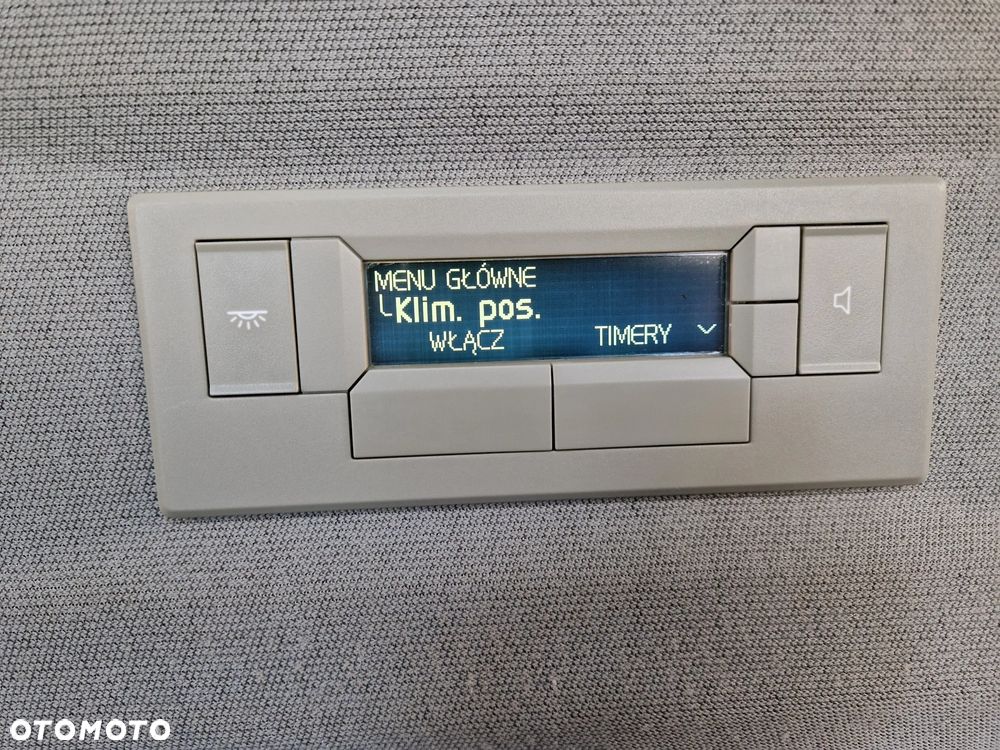 MENU GŁÓWNE
Klim. pos.
WŁĄCZ TIMERY
OTOMOTO